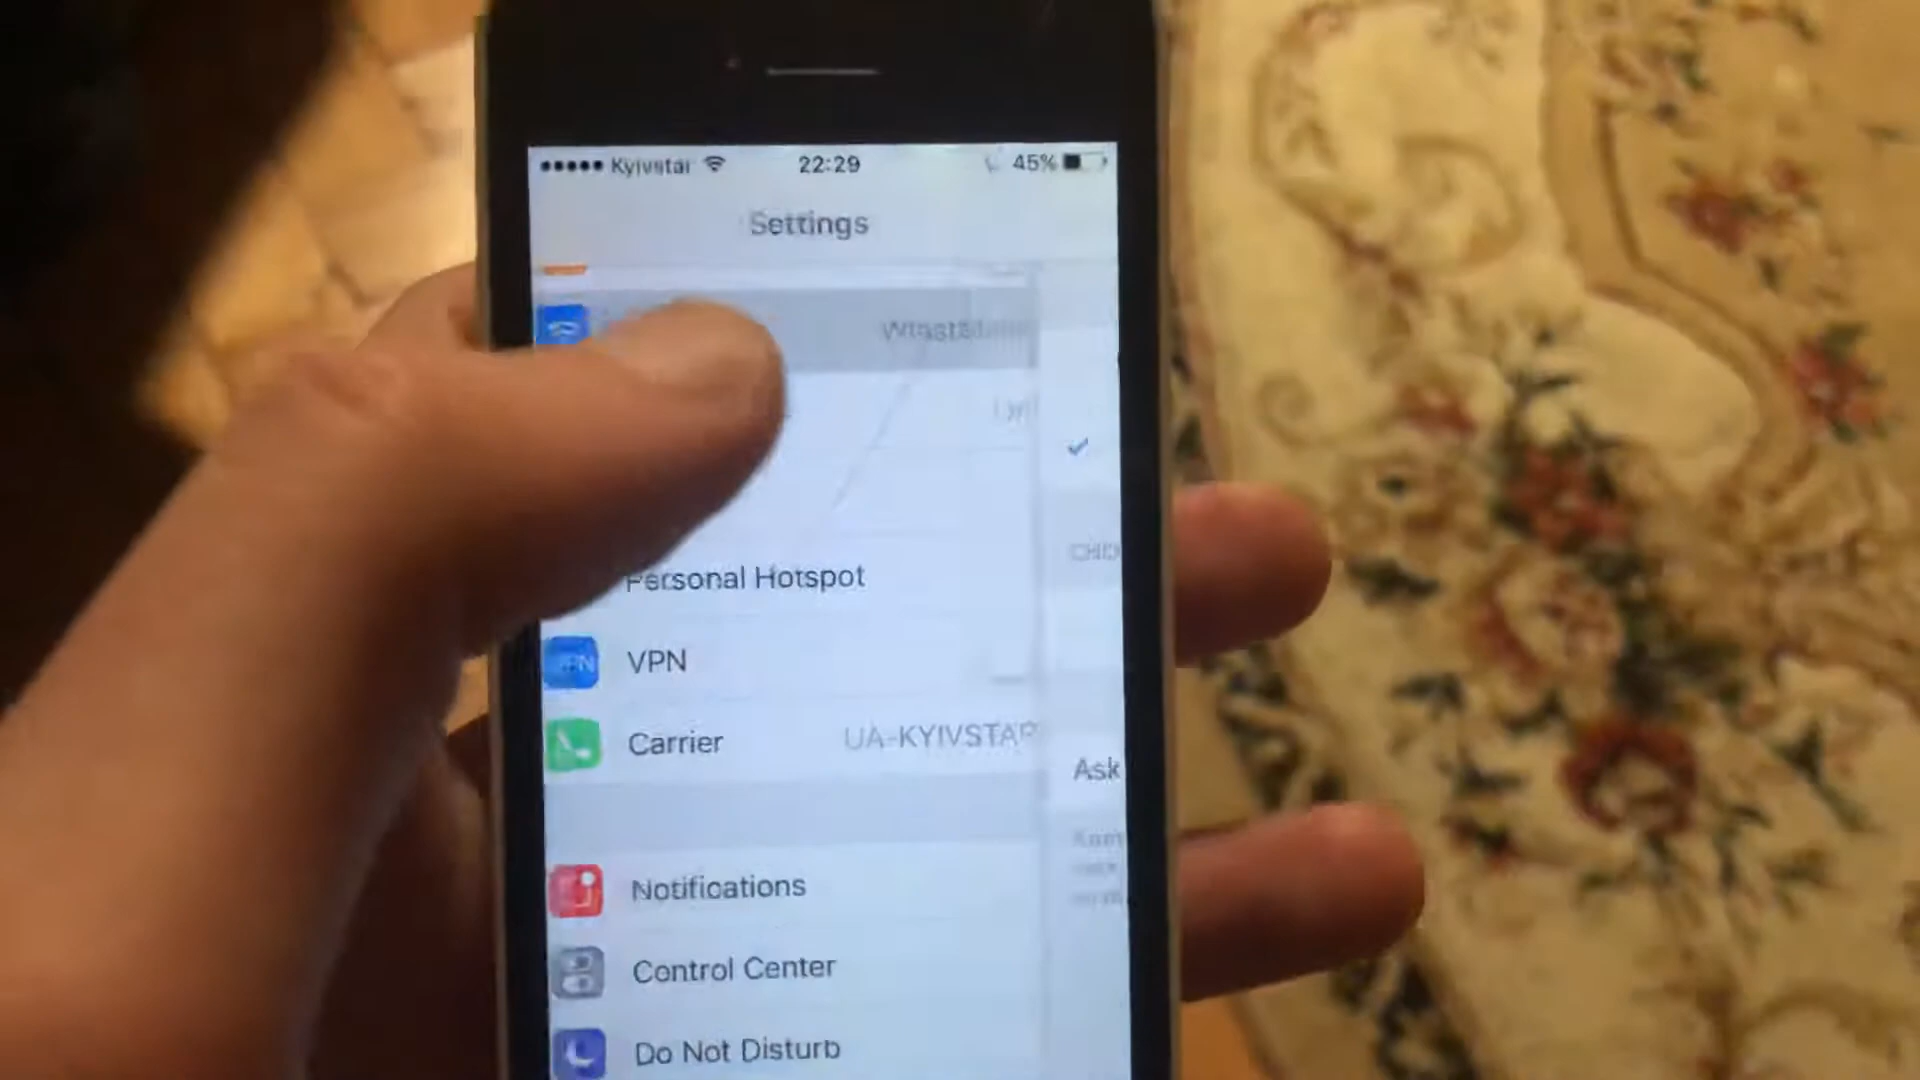 Kyivstar 22:29 45%
Settings
Personal Hotspot
VPN
Carrier UA-KYIVSTAR
Ask
Notifications
Control Center
Do Not Disturb